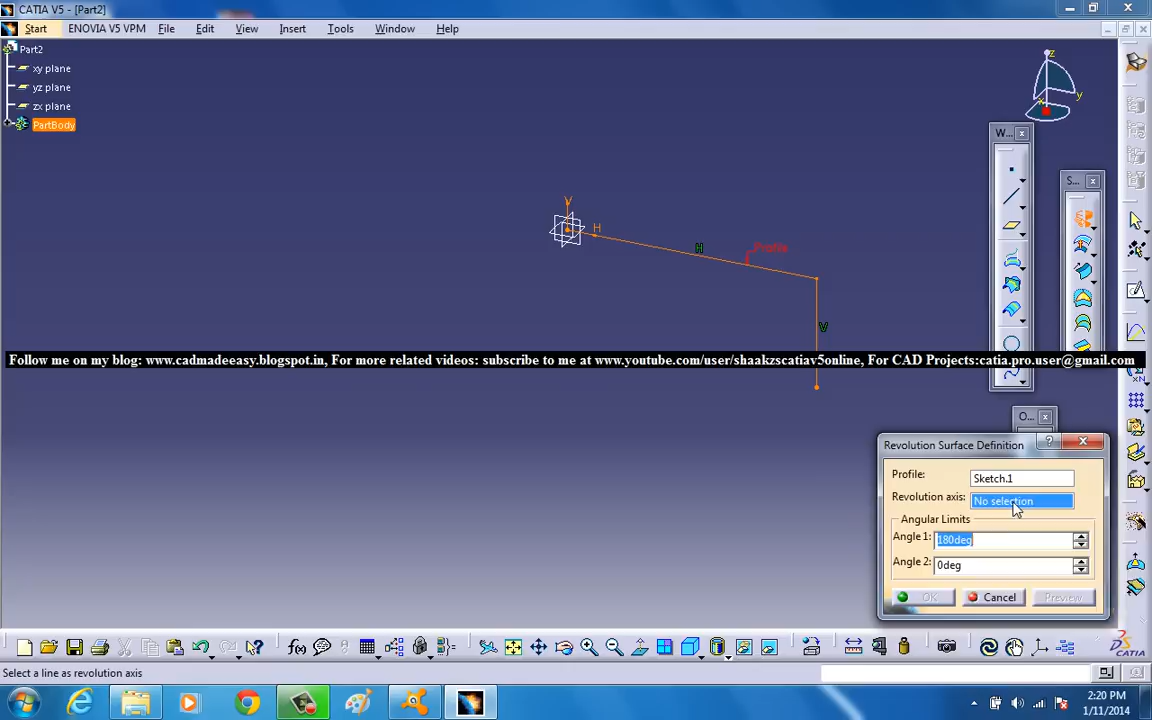 CATIA V5 - [Part2]
Start ENOVIA V5 VPM File Edit View Insert Tools Window Help
Part2
xy plane
yz plane
zx plane
PartBody
z
y
x
W...
S...
V
H
H
Profile
V
Follow me on my blog: www.cadmadeeasy.blogspot.in, For more related videos: subscribe to me at www.youtube.com/user/shaakzscatiav5online, For CAD Projects:catia.pro.user@gmail.com
O...
Revolution Surface Definition
Profile: Sketch.1
Revolution axis: No selection
Angular Limits
Angle 1: 180deg
Angle 2: 0deg
OK Cancel Preview
f(x)
Select a line as revolution axis
2:20 PM
1/11/2014